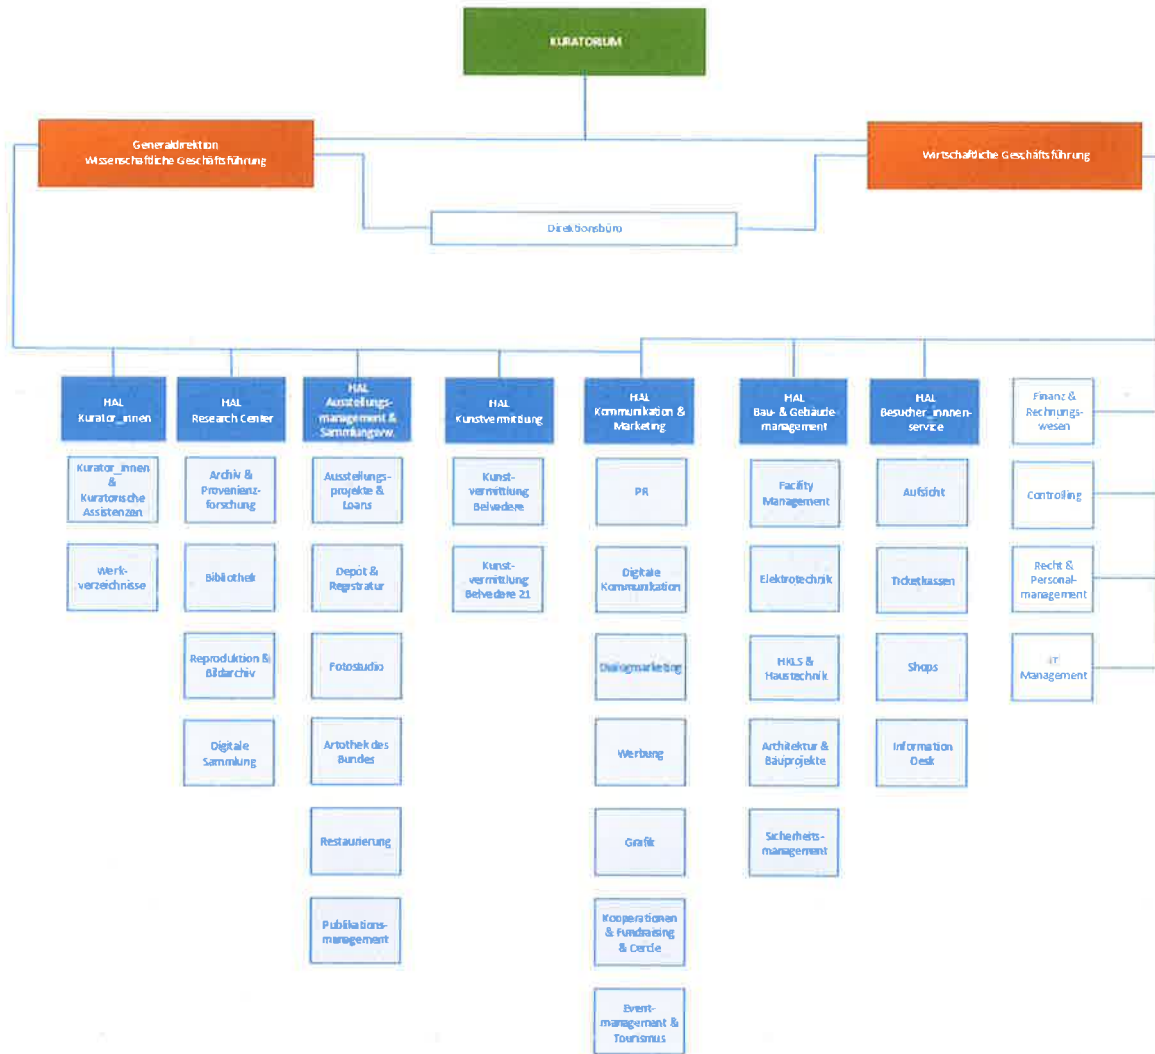 KURATORIUM
Generaldirektion
Wissenschaftliche Geschäftsführung
Wirtschaftliche Geschäftsführung
Direktionsbüro
HAL
Kurator_innen
Kurator_innen
&
Kuratorische
Assistenzen
Werk-
verzeichnisse
HAL
Research Center
Archiv &
Provenienz-
forschung
Bibliothek
Reproduktion &
Bildarchiv
Digitale
Sammlung
HAL
Ausstellungs-
management &
Sammlungsvw.
Ausstellungs-
projekte &
Loans
Depot &
Registratur
Fotostudio
Artothek des
Bundes
Restaurierung
Publikations-
management
HAL
Kunstvermittlung
Kunst-
vermittlung
Belvedere
Kunst-
vermittlung
Belvedere 21
HAL
Kommunikation &
Marketing
PR
Digitale
Kommunikation
Dialogmarketing
Werbung
Grafik
Kooperationen
& Fundraising
& Cercle
Event-
management &
Tourismus
HAL
Bau- & Gebäude-
management
Facility
Management
Elektrotechnik
HKLS &
Haustechnik
Architektur &
Bauprojekte
Sicherheits-
management
HAL
Besucher_innnen-
service
Aufsicht
Ticketkassen
Shops
Information
Desk
Finanz &
Rechnungs-
wesen
Controlling
Recht &
Personal-
management
IT
Management